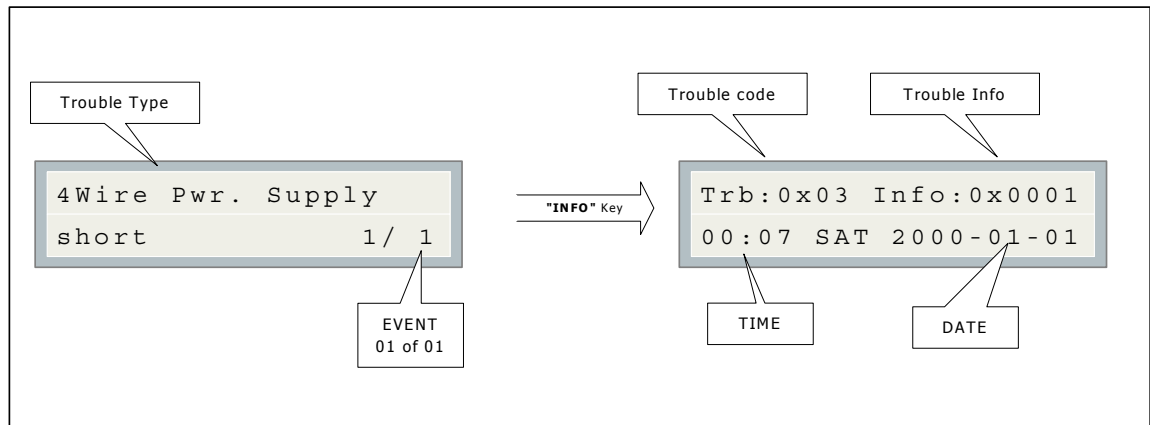 Trouble Type
4Wire Pwr. Supply
short 1/ 1
EVENT
01 of 01
"INFO" Key
Trouble code
Trouble Info
Trb:0x03 Info:0x0001
00:07 SAT 2000-01-01
TIME
DATE